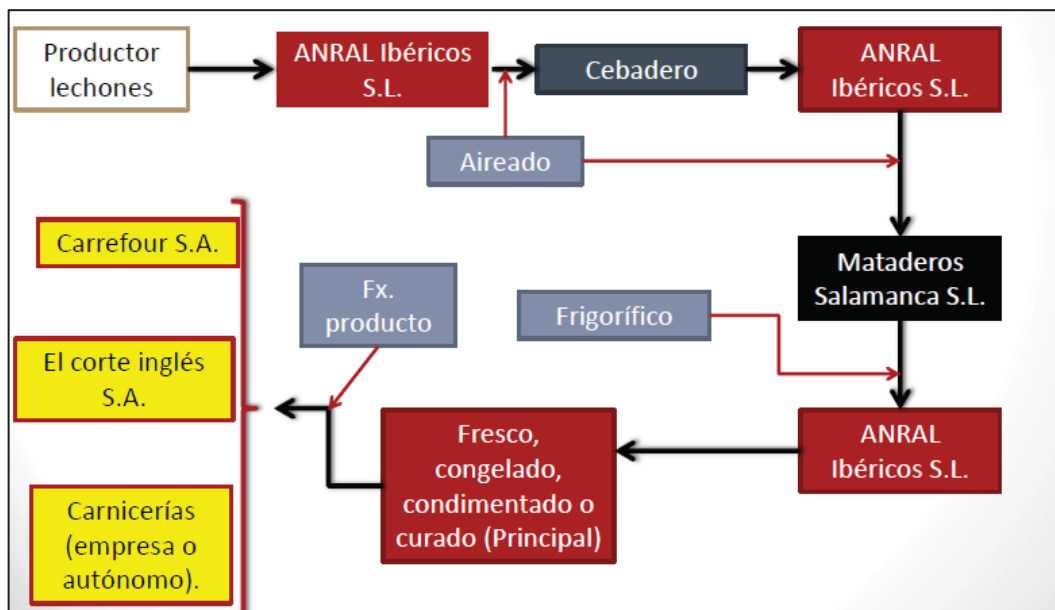 Productor
lechones
ANRAL Ibéricos
S.L.
Cebadero
ANRAL
Ibéricos S.L.
Aireado
Carrefour S.A.
Fx.
producto
Frigorífico
Mataderos
Salamanca S.L.
El corte inglés
S.A.
Fresco,
congelado,
condimentado o
curado (Principal)
ANRAL
Ibéricos S.L.
Carnicerías
(empresa o
autónomo).